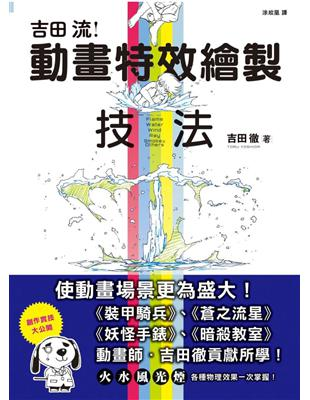 涂紋凰 譯
吉田 流!
動畫特效繪製
技法
Flame
Water
Wind
Ray
Smoke
Others
吉田 徹 著
TORU YOSHIDA
創作實技
大公開
使動畫場景更為盛大!
《裝甲騎兵》、《蒼之流星》
《妖怪手錶》、《暗殺教室》
動畫師·吉田徹貢獻所學!
火水風光煙 各種物理效果一次掌握!